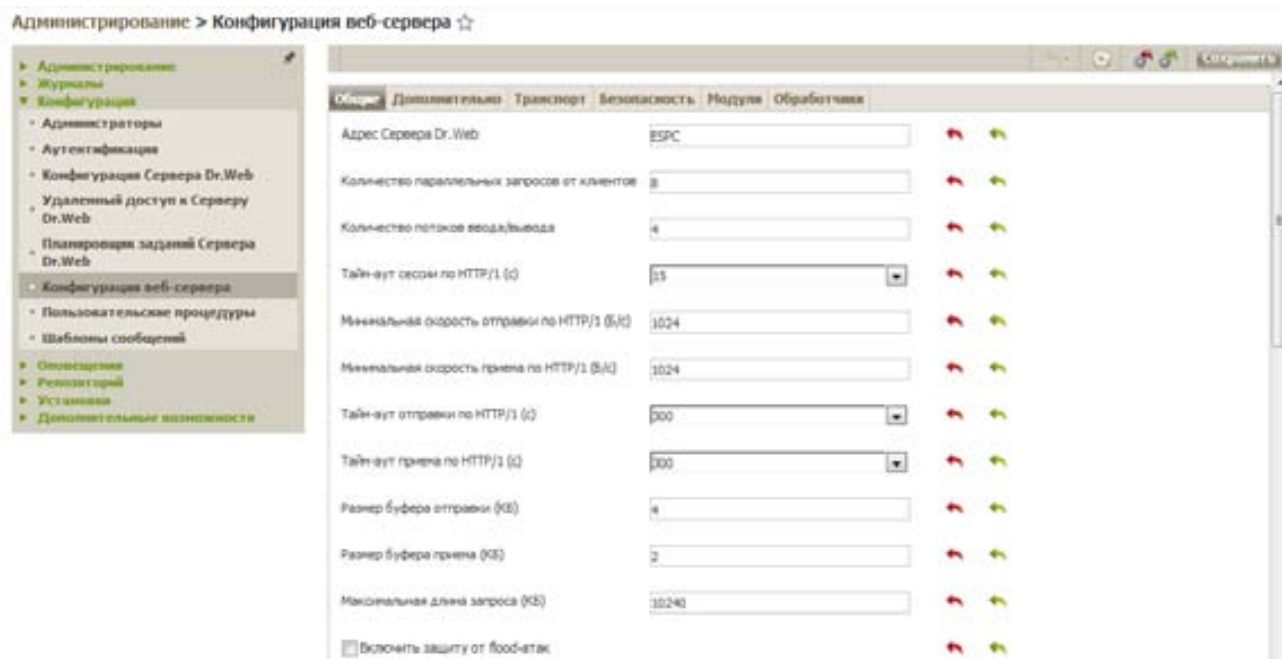 Администрирование > Конфигурация веб-сервера ☆
Администрирование
Журналы
Конфигурация
Администраторы
Аутентификация
Конфигурация Сервера Dr.Web
Удаленный доступ к Серверу
Dr.Web
Планировщик заданий Сервера
Dr.Web
Конфигурация веб-сервера
Пользовательские процедуры
Шаблоны сообщений
Оповещения
Репозиторий
Установки
Дополнительные возможности
Сохранить
Общие Дополнительно Транспорт Безопасность Модули Обработчики
Адрес Сервера Dr.Web ESPC
Количество параллельных запросов от клиентов 8
Количество потоков ввода/вывода 4
Тайм-аут сессии по HTTP/1 (с) 15
Минимальная скорость отправки по HTTP/1 (Б/с) 1024
Минимальная скорость приема по HTTP/1 (Б/с) 1024
Тайм-аут отправки по HTTP/1 (с) 300
Тайм-аут приема по HTTP/1 (с) 300
Размер буфера отправки (КБ) 4
Размер буфера приема (КБ) 2
Максимальная длина запроса (КБ) 10240
Включить защиту от flood-атак